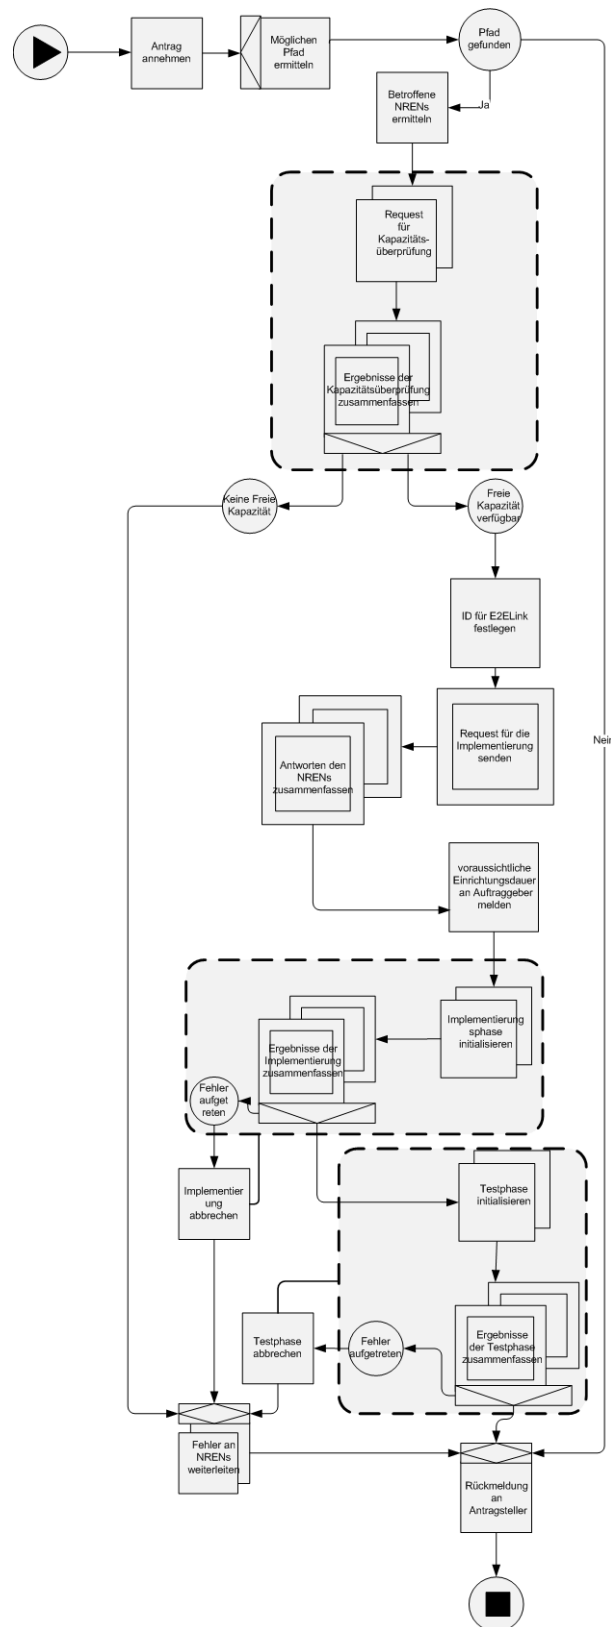 Antrag
annehmen
Möglichen
Pfad
ermitteln
Pfad
gefunden
Betroffene
NRENs
ermitteln
Ja
Request
für
Kapazitäts-
überprüfung
Ergebnisse der
Kapazitätsüberprüfung
zusammenfassen
Keine Freie
Kapazität
Freie
Kapazität
verfügbar
ID für E2ELink
festlegen
Request für die
Implementierung
senden
Nein
Antworten den
NRENs
zusammenfassen
voraussichtliche
Einrichtungsdauer
an Auftraggeber
melden
Implementierung
sphase
initialisieren
Ergebnisse der
Implementierung
zusammenfassen
Fehler
aufget
reten
Implementier
ung
abbrechen
Testphase
initialisieren
Ergebnisse
der Testphase
zusammenfassen
Fehler
aufgetreten
Testphase
abbrechen
Fehler an
NRENs
weiterleiten
Rückmeldung
an
Antragsteller